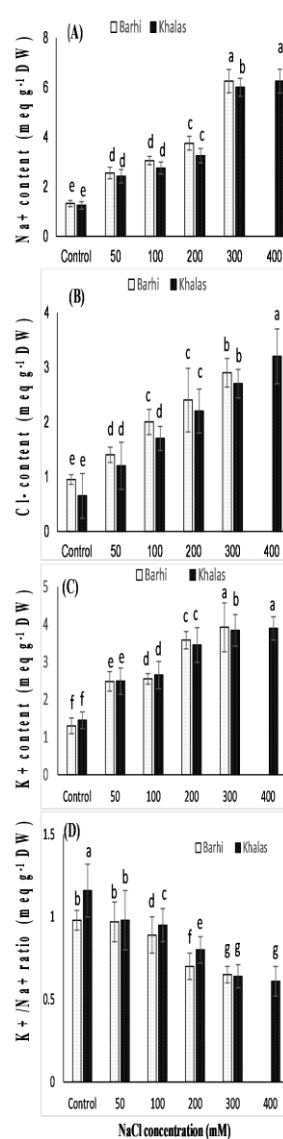 (A)
Barhi Khalas
Na+ content (meq g-1 DW)
8
6
4
2
0
e e d d d d c c a b a
Control 50 100 200 300 400
(B)
Barhi Khalas
Cl- content (meq g-1 DW)
4
3
2
1
0
e e d d c d c c b b a
Control 50 100 200 300 400
(C)
Barhi Khalas
K+ content (meq g-1 DW)
5
4
3
2
1
0
f f e e d d c c a b a
Control 50 100 200 300 400
(D)
Barhi Khalas
K+/Na+ ratio (meq g-1 DW)
1.5
1
0.5
0
b a b b d c f e g g g
Control 50 100 200 300 400
NaCl concentration (mM)